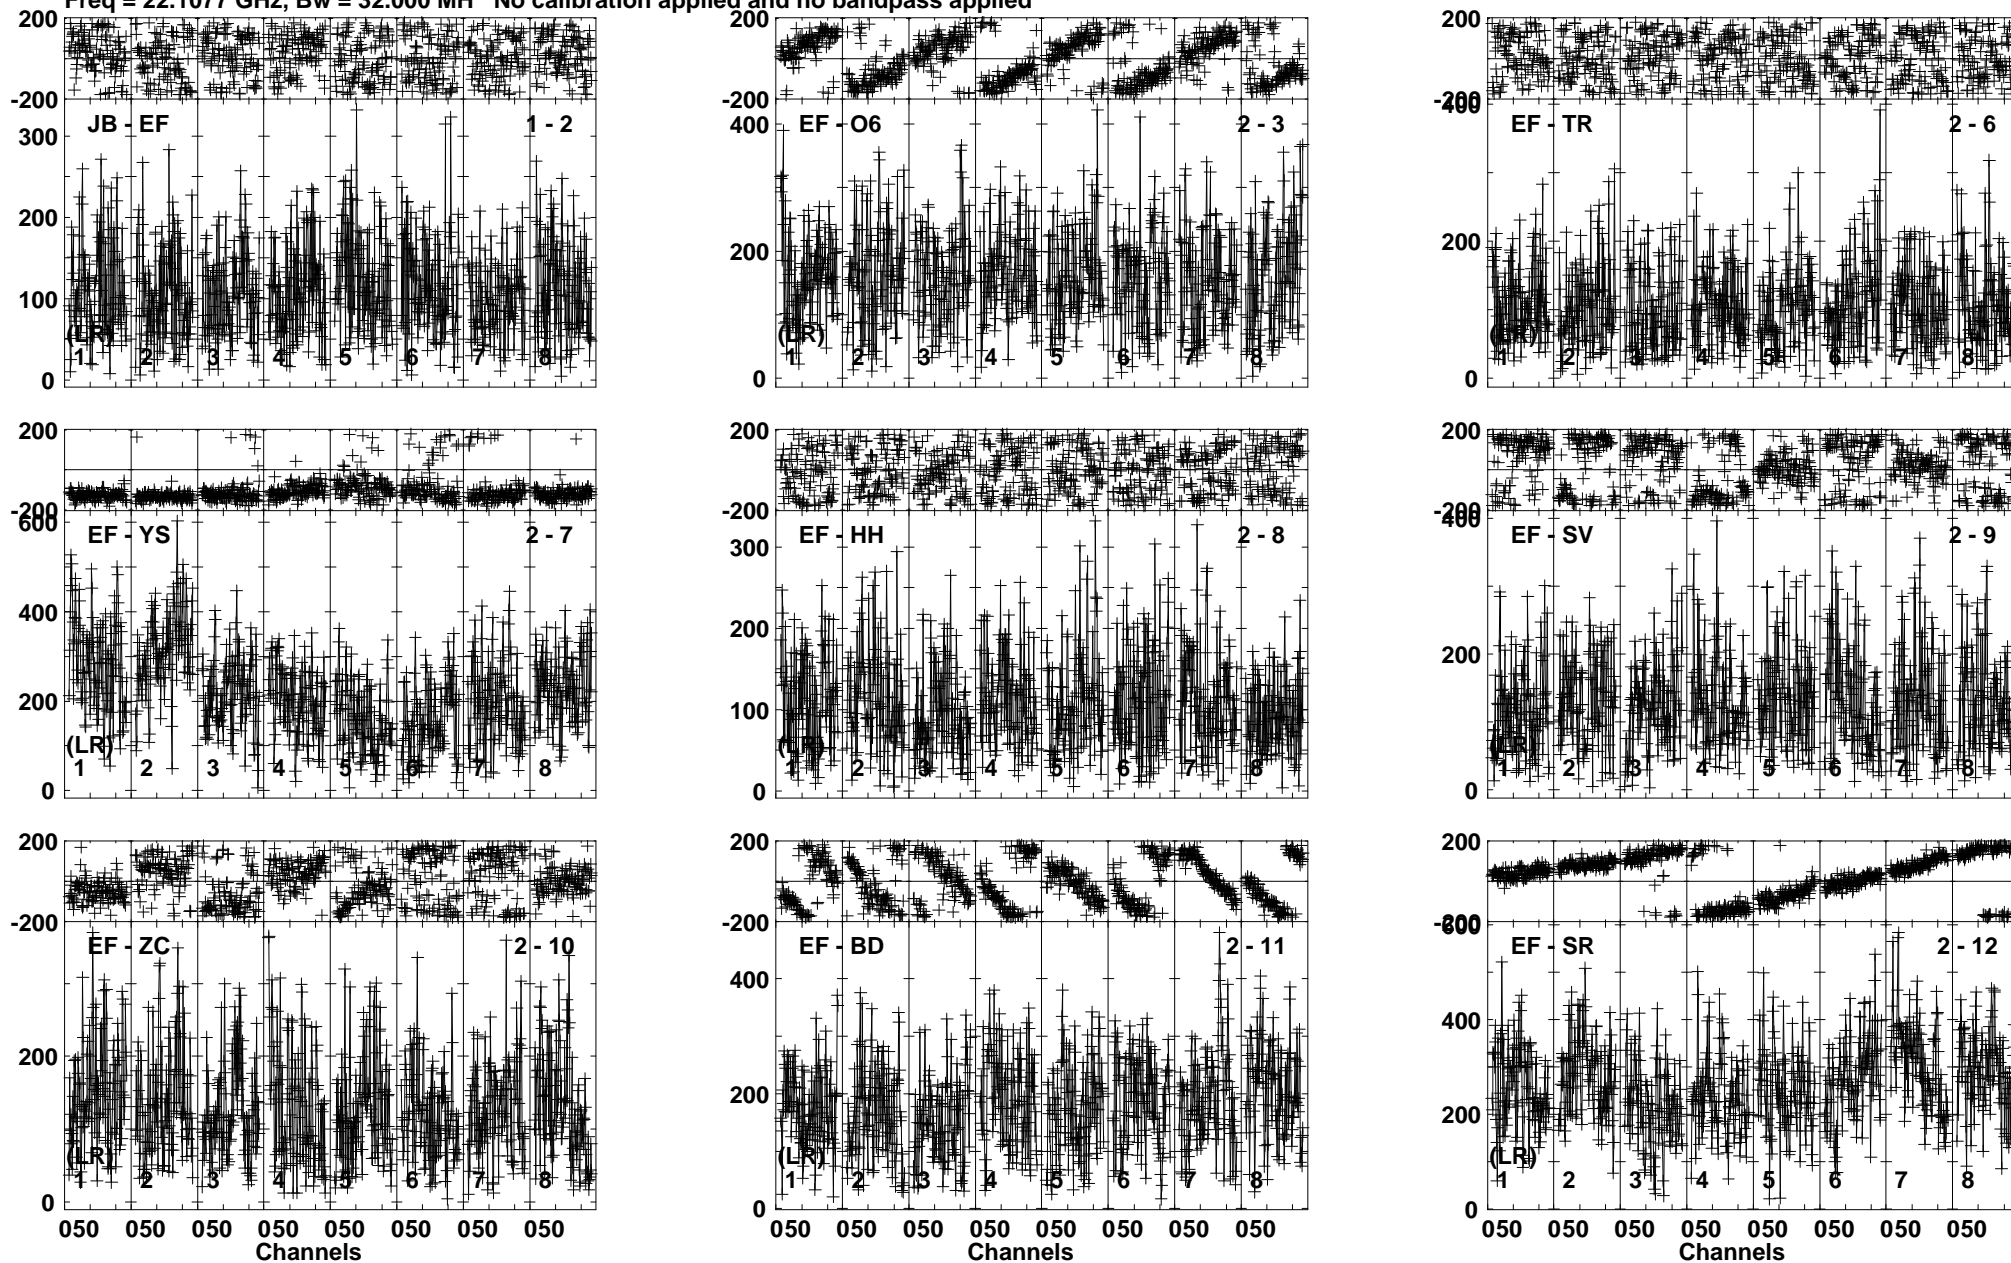 Freq = 22.1077 GHz, Bw = 32.000 MH No calibration applied and no bandpass applied
200
-200
JB - EF 1 - 2
300
200
100
0
(LR)
1 2 3 4 5 6 7 8
200
-200
EF - O6 2 - 3
400
200
0
(LR)
1 2 3 4 5 6 7 8
200
-200
400
EF - TR 2 - 6
200
0
(LR)
1 2 3 4 5 6 7 8
200
-200
600
EF - YS 2 - 7
400
200
0
(LR)
1 2 3 4 5 6 7 8
200
-200
EF - HH 2 - 8
300
200
100
0
(LR)
1 2 3 4 5 6 7 8
200
-200
400
EF - SV 2 - 9
200
0
(LR)
1 2 3 4 5 6 7 8
200
-200
EF - ZC 2 - 10
200
0
(LR)
1 2 3 4 5 6 7 8
050 050 050 050 050 050 050 050
Channels
200
-200
EF - BD 2 - 11
400
200
0
(LR)
1 2 3 4 5 6 7 8
050 050 050 050 050 050 050 050
Channels
200
-200
600
EF - SR 2 - 12
400
200
0
(LR)
1 2 3 4 5 6 7 8
050 050 050 050 050 050 050 050
Channels